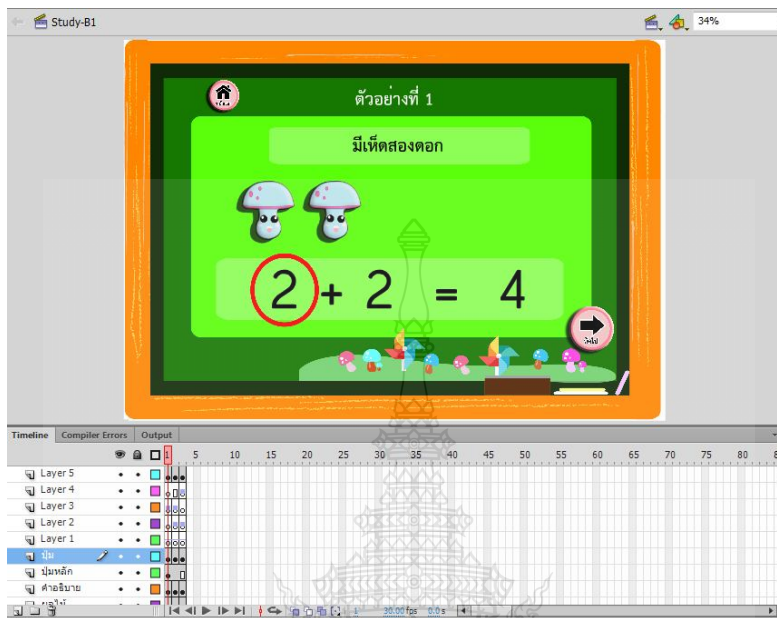 Study-B1
34%
ตัวอย่างที่ 1
มีเห็ดสองดอก
2 + 2 = 4
Timeline Compiler Errors Output
1 5 10 15 20 25 30 35 40 45 50 55 60 65 70 75 80
Layer 5
Layer 4
Layer 3
Layer 2
Layer 1
ปุ่ม
ปุ่มหลัก
คำอธิบาย
1 30.00 fps 0.0 s